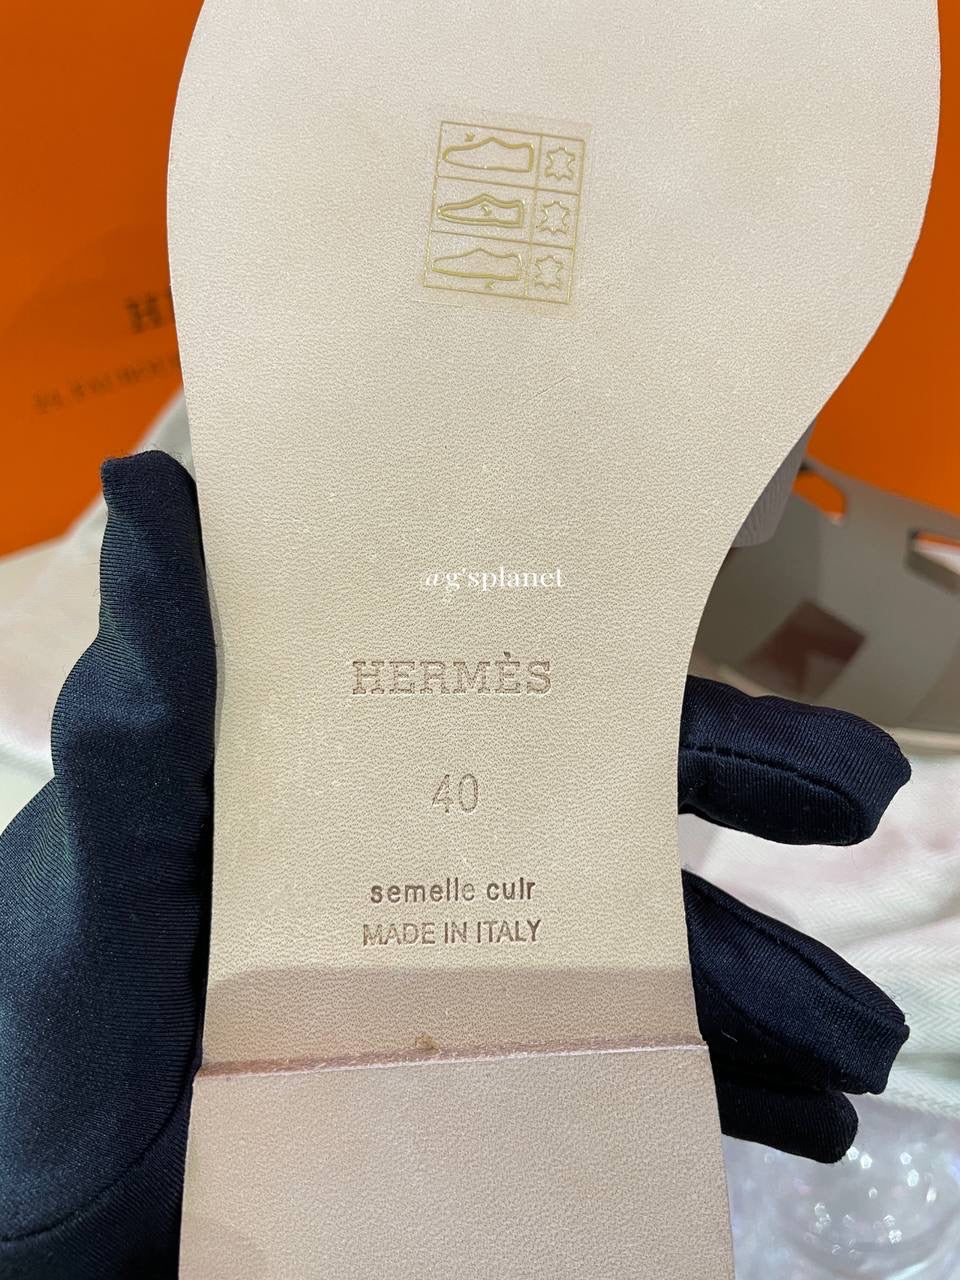 @g'splanet
HERMÈS
40
semelle cuir
MADE IN ITALY